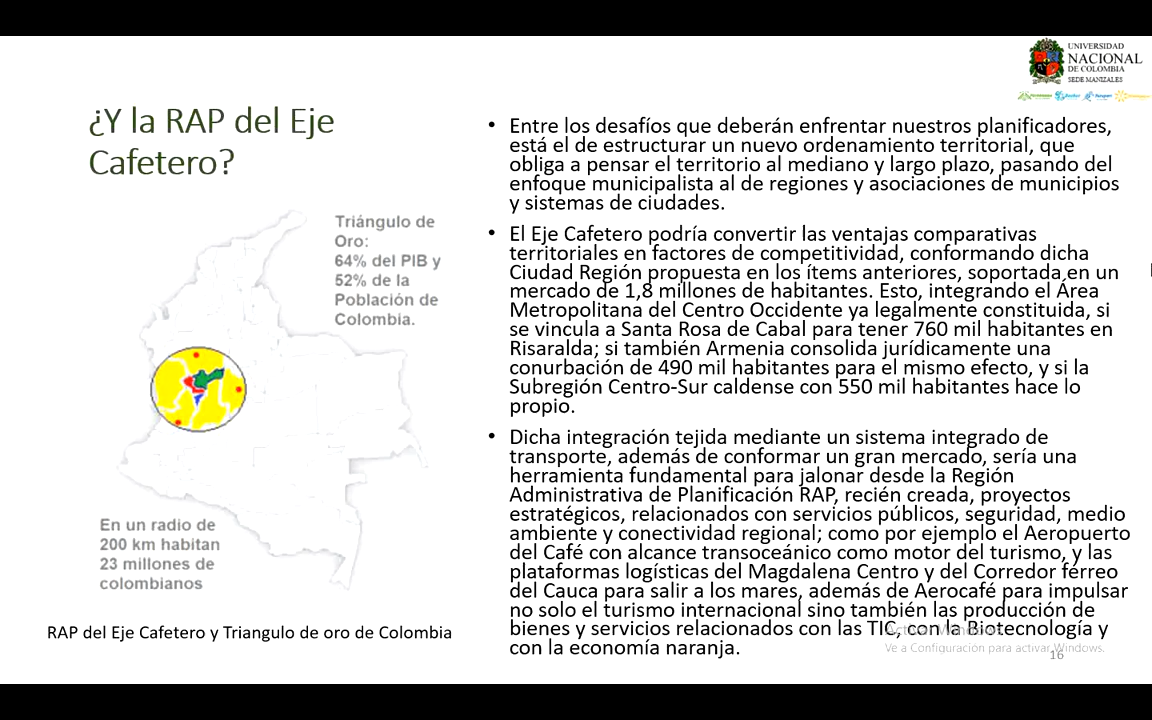 UNIVERSIDAD
NACIONAL
DE COLOMBIA
SEDE MANIZALES
¿Y la RAP del Eje
Cafetero?
Triángulo de
Oro:
64% del PIB y
52% de la
Población de
Colombia.
En un radio de
200 km habitan
23 millones de
colombianos
RAP del Eje Cafetero y Triangulo de oro de Colombia
• Entre los desafíos que deberán enfrentar nuestros planificadores,
está el de estructurar un nuevo ordenamiento territorial, que
obliga a pensar el territorio al mediano y largo plazo, pasando del
enfoque municipalista al de regiones y asociaciones de municipios
y sistemas de ciudades.
• El Eje Cafetero podría convertir las ventajas comparativas
territoriales en factores de competitividad, conformando dicha
Ciudad Región propuesta en los ítems anteriores, soportada en un
mercado de 1,8 millones de habitantes. Esto, integrando el Área
Metropolitana del Centro Occidente ya legalmente constituida, si
se vincula a Santa Rosa de Cabal para tener 760 mil habitantes en
Risaralda; si también Armenia consolida jurídicamente una
conurbación de 490 mil habitantes para el mismo efecto, y si la
Subregión Centro-Sur caldense con 550 mil habitantes hace lo
propio.
• Dicha integración tejida mediante un sistema integrado de
transporte, además de conformar un gran mercado, sería una
herramienta fundamental para jalonar desde la Región
Administrativa de Planificación RAP, recién creada, proyectos
estratégicos, relacionados con servicios públicos, seguridad, medio
ambiente y conectividad regional; como por ejemplo el Aeropuerto
del Café con alcance transoceánico como motor del turismo, y las
plataformas logísticas del Magdalena Centro y del Corredor férreo
del Cauca para salir a los mares, además de Aerocafé para impulsar
no solo el turismo internacional sino también las producción de
bienes y servicios relacionados con las TIC, con la Biotecnología y
con la economía naranja.
Activar Windows
Ve a Configuración para activar Windows.
16